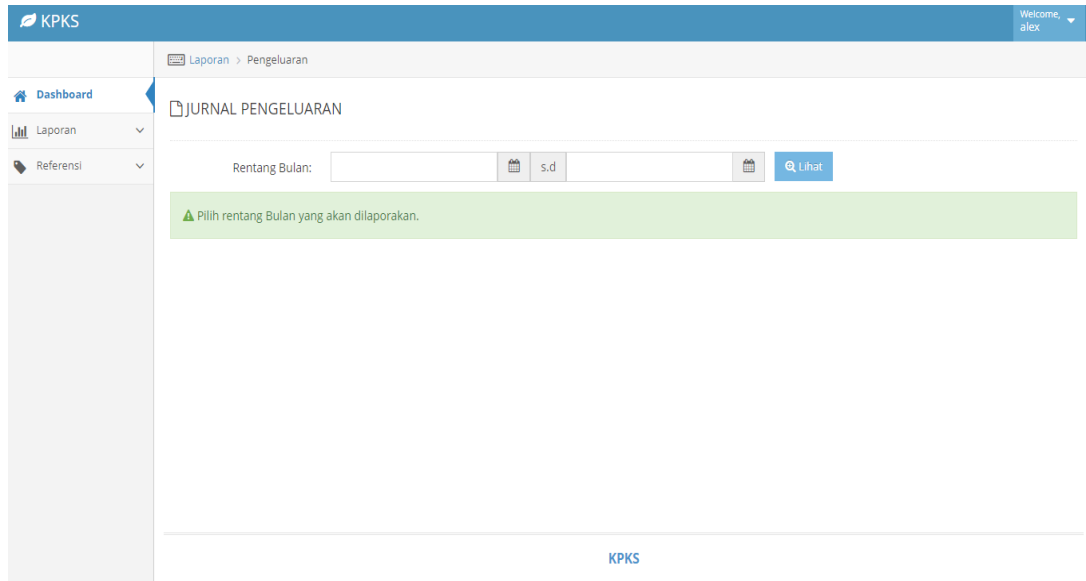 KPKS
Welcome,
alex
Laporan > Pengeluaran
Dashboard
Laporan
Referensi
JURNAL PENGELUARAN
Rentang Bulan: s.d Lihat
Pilih rentang Bulan yang akan dilaporakan.
KPKS